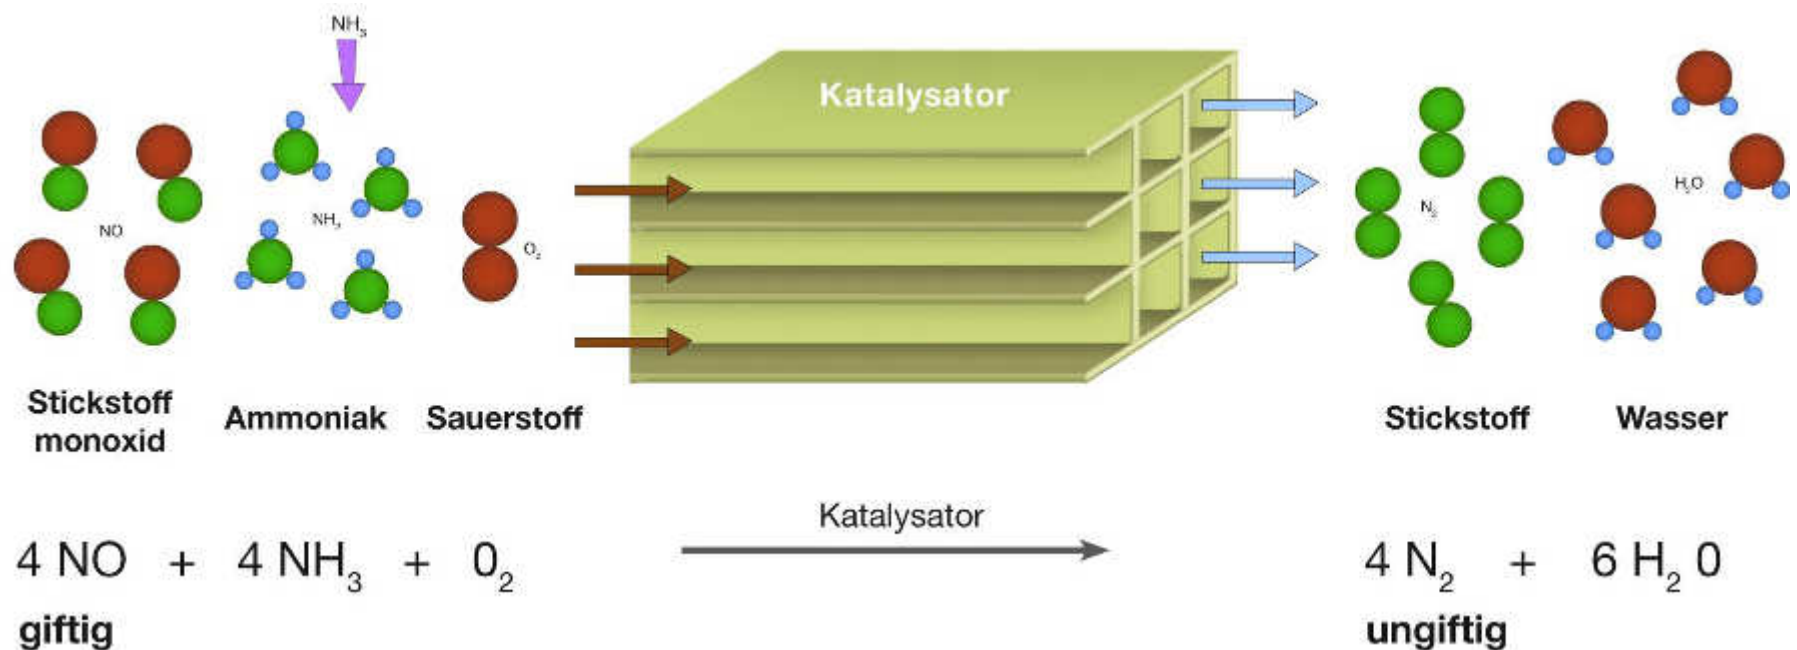 NH₃
Katalysator
NO
NH₃
O₂
N₂
H₂O
Stickstoff
monoxid
Ammoniak
Sauerstoff
Stickstoff
Wasser
Katalysator
4 NO + 4 NH₃ + 0₂
4 N₂ + 6 H₂ 0
giftig
ungiftig